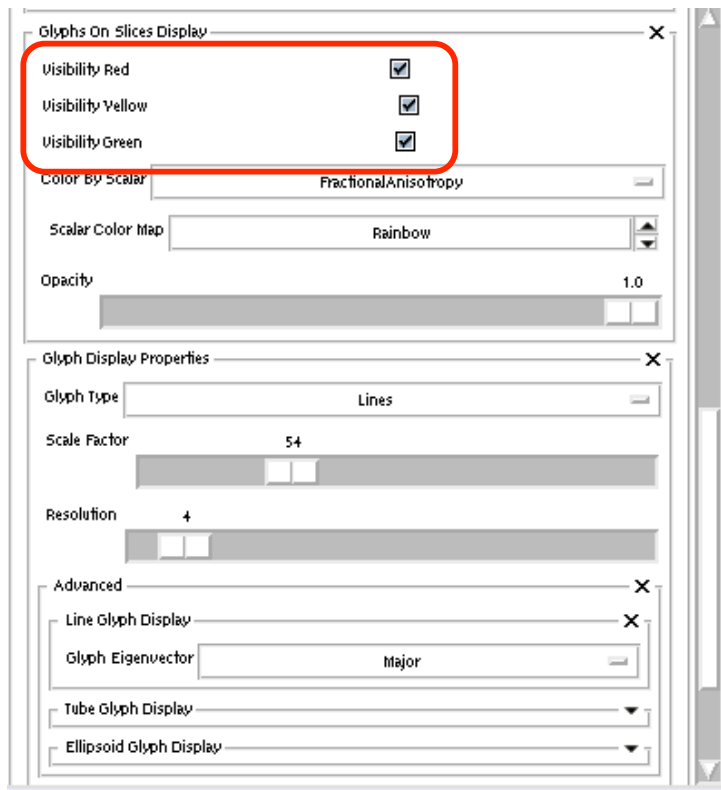 Glyphs On Slices Display
Visibility Red
Visibility Yellow
Visibility Green
Color By Scalar FractionalAnisotropy
Scalar Color Map Rainbow
Opacity 1.0
Glyph Display Properties
Glyph Type Lines
Scale Factor 54
Resolution 4
Advanced
Line Glyph Display
Glyph Eigenvector Major
Tube Glyph Display
Ellipsoid Glyph Display